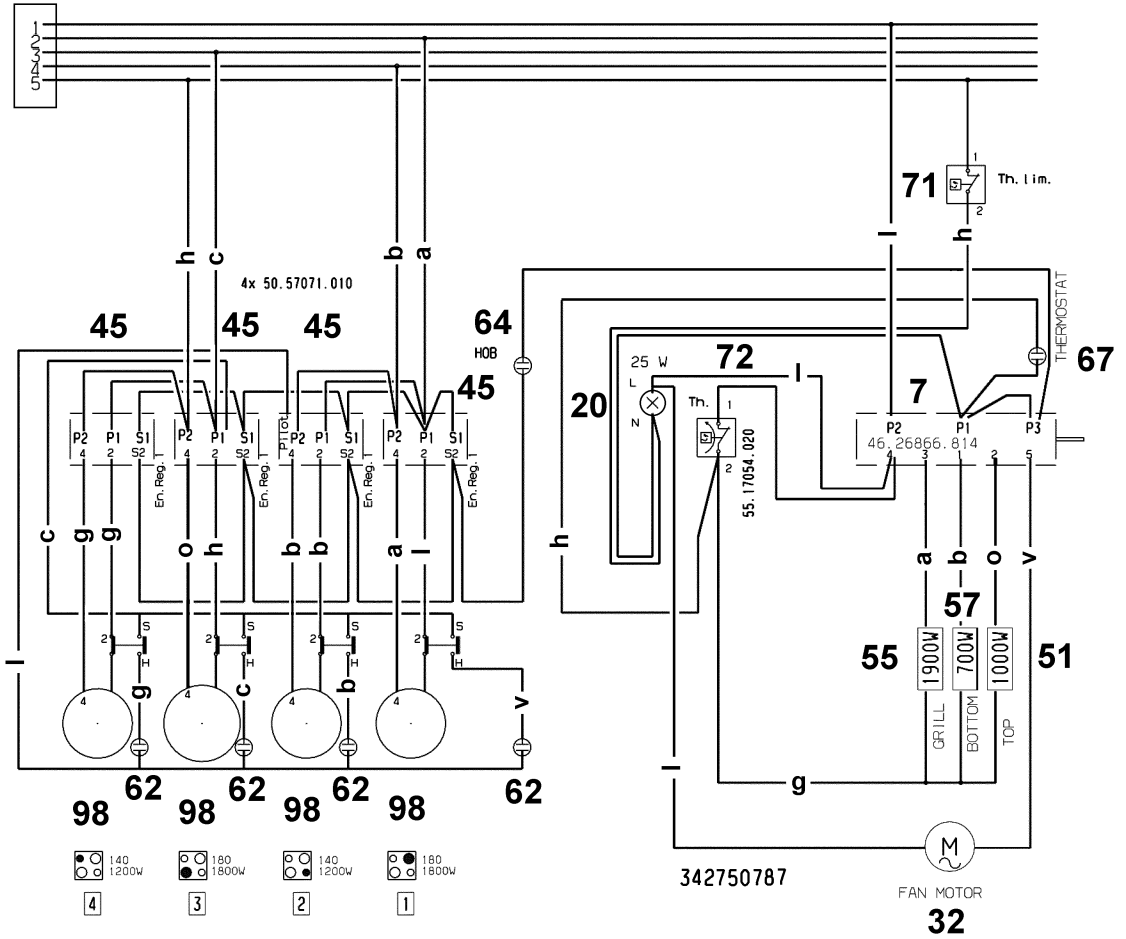 1
2
3
4
5
71
1
Th. lim.
2
l
h
h
c
b
a
4x 50.57071.010
45
45
45
64
HOB
45
THERMOSTAT
67
25 W
72
L
l
7
20
N
Th.
1
2
55.17054.020
P2
P1
P3
46.26866.814
4
3
1
2
5
P2
P1
S1
P2
P1
S1
Pilot
P2
P1
S1
P2
P1
S1
4
2
S2
4
2
S2
4
2
S2
4
2
S2
En. Reg.
En. Reg.
En. Reg.
En. Reg.
c
g
g
o
h
b
b
a
l
h
a
b
o
v
57
S
S
S
S
2
2
2
2
H
H
H
H
l
g
c
b
v
55
1900W
700W
1000W
51
4
4
4
4
GRILL
BOTTOM
TOP
l
g
62
62
62
62
98
98
98
98
M
140
1200W
180
1800W
140
1200W
180
1800W
342750787
FAN MOTOR
4
3
2
1
32